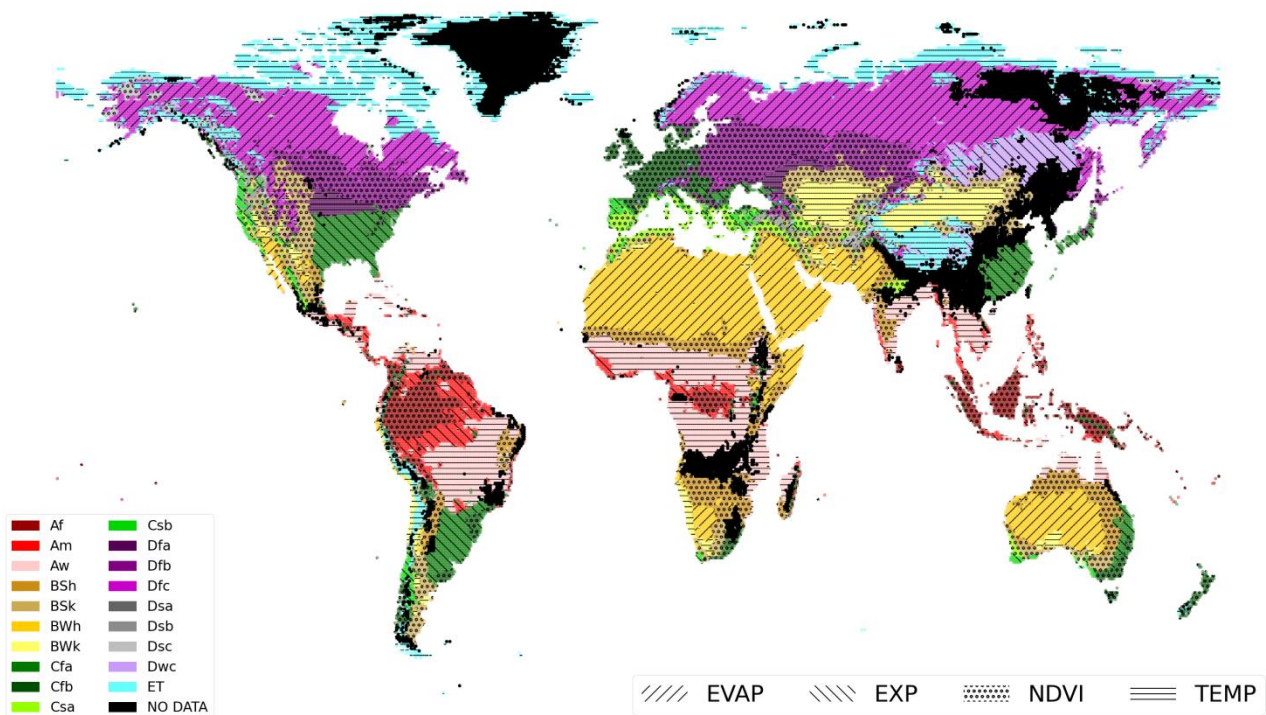 Af
Am
Aw
BSh
BSk
BWh
BWk
Cfa
Cfb
Csa
Csb
Dfa
Dfb
Dfc
Dsa
Dsb
Dsc
Dwc
ET
NO DATA
EVAP EXP NDVI TEMP